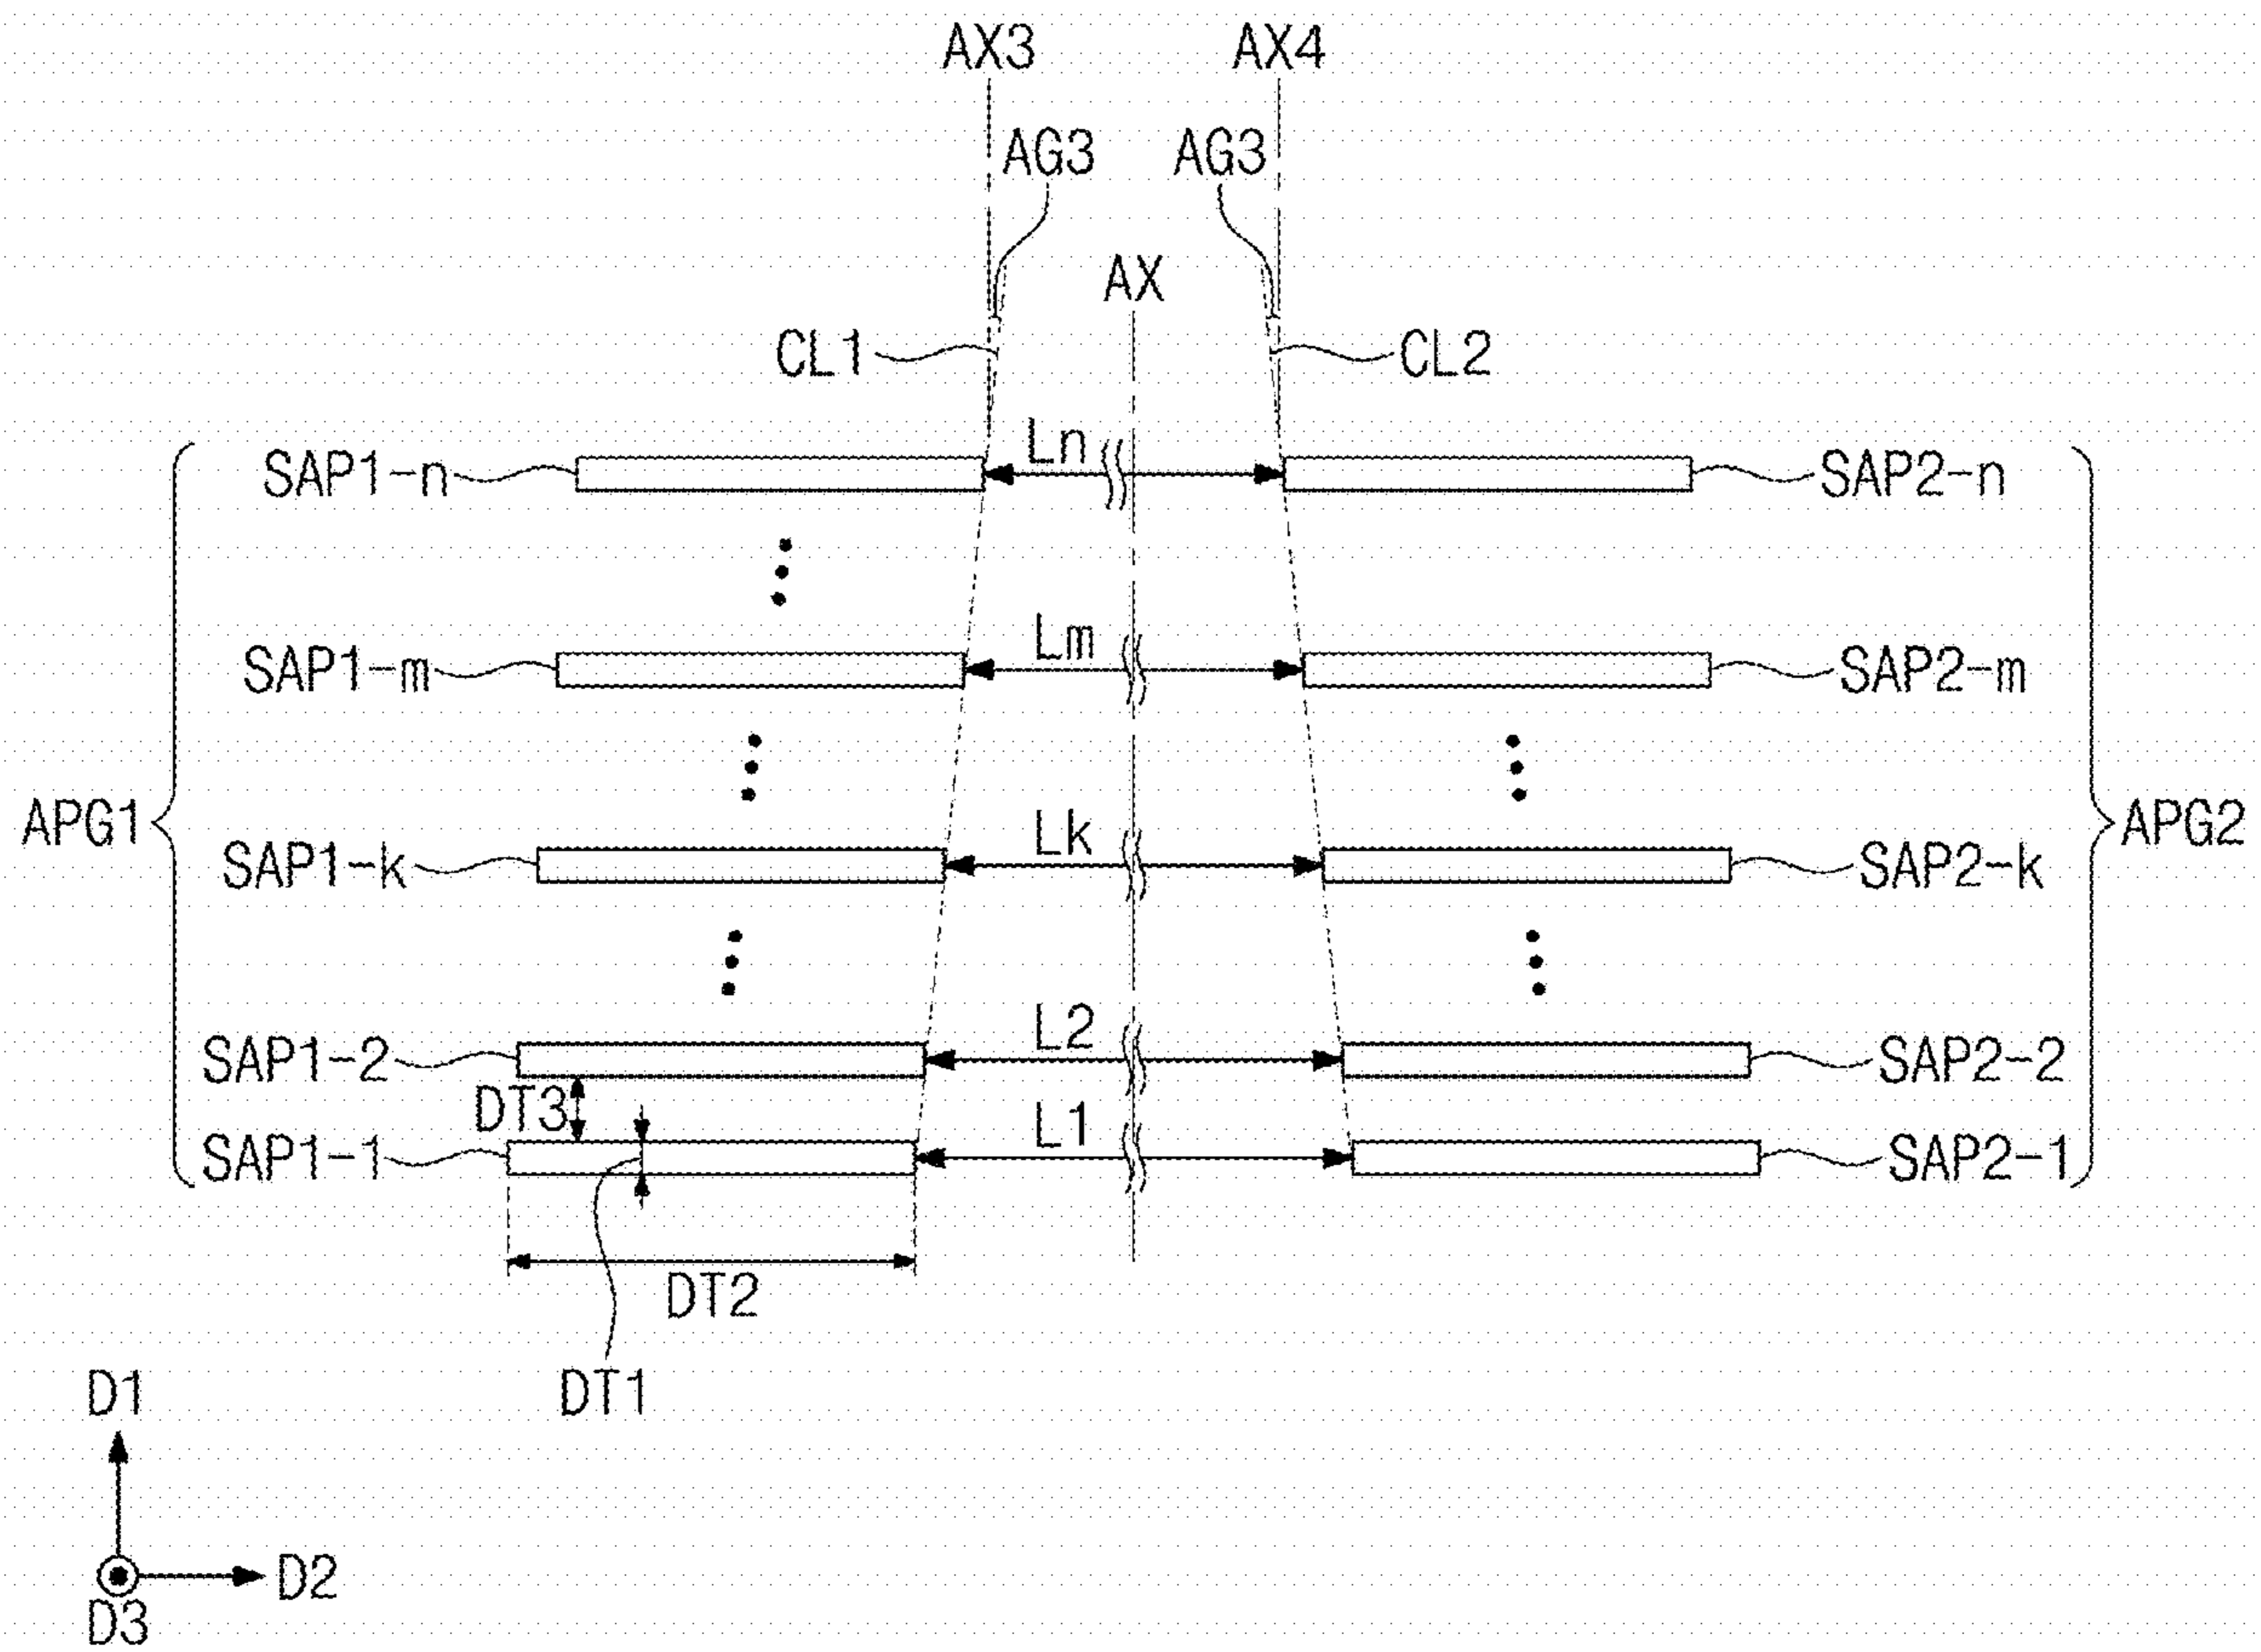 AX3 AX4
AG3 AG3
AX
CL1 CL2
Ln
SAP1-n SAP2-n
Lm
SAP1-m SAP2-m
Lk
APG1 APG2
SAP1-k SAP2-k
L2
SAP1-2 SAP2-2
DT3 L1
SAP1-1 SAP2-1
DT2
DT1
D1
D2
D3